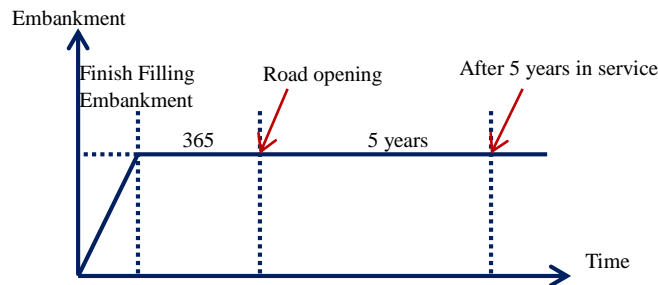 Embankment
Finish Filling
Embankment
Road opening
After 5 years in service
365
5 years
Time